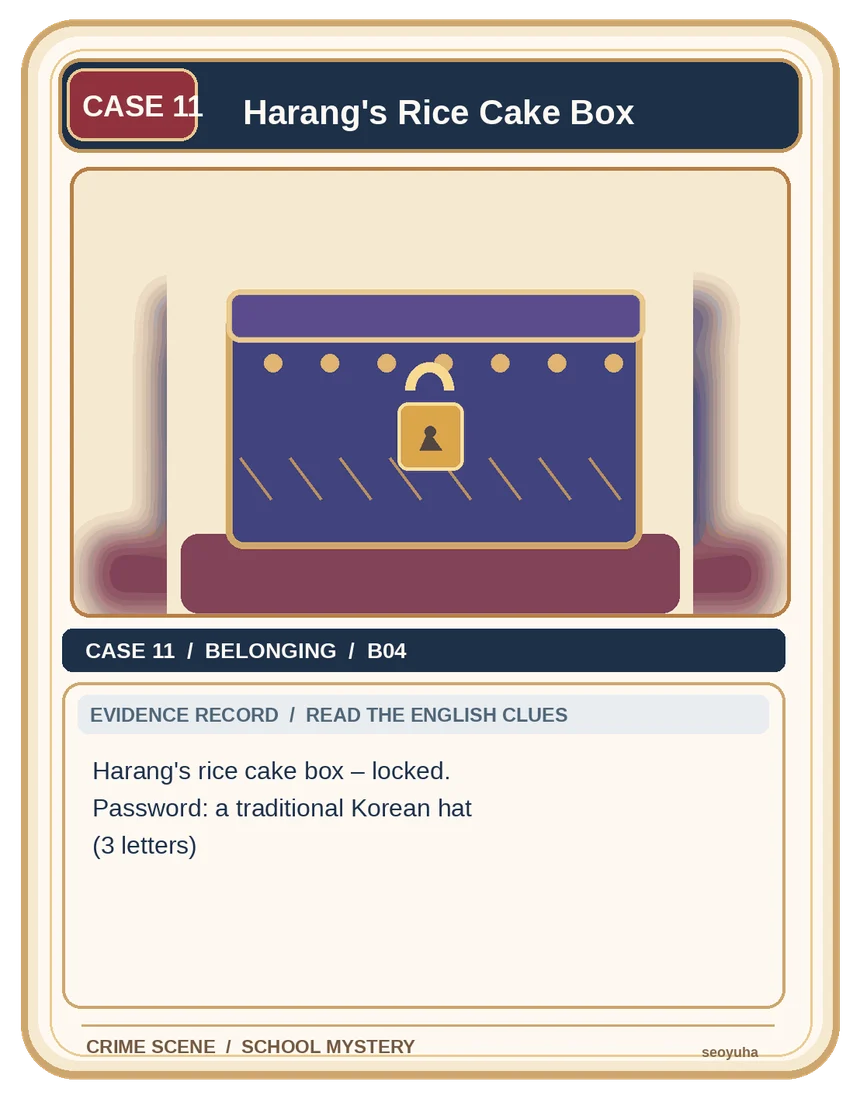 CASE 11
Harang's Rice Cake Box
CASE 11 / BELONGING / B04
EVIDENCE RECORD / READ THE ENGLISH CLUES
Harang's rice cake box – locked.
Password: a traditional Korean hat
(3 letters)
CRIME SCENE / SCHOOL MYSTERY
seoyuha